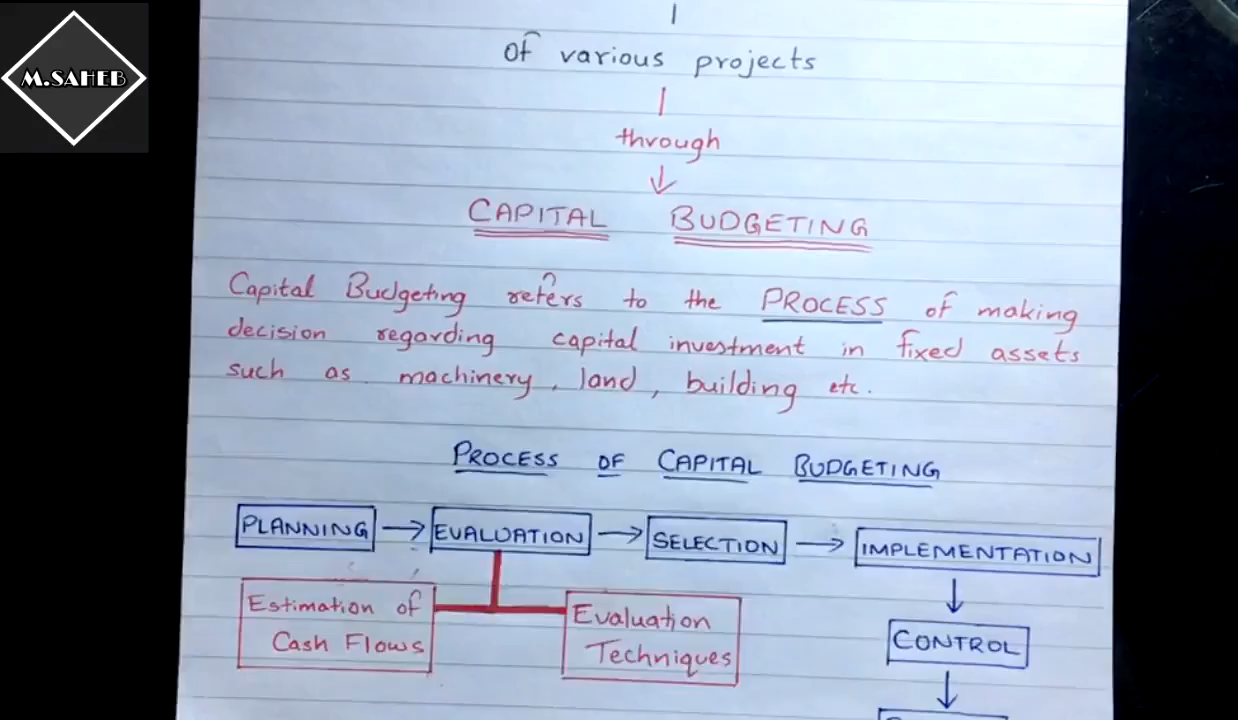 M.SAHEB
of various projects
through
CAPITAL BUDGETING
Capital Budgeting refers to the PROCESS of making
decision regarding capital investment in fixed assets
such as machinery, land, building etc.
PROCESS OF CAPITAL BUDGETING
PLANNING → EVALUATION → SELECTION → IMPLEMENTATION
Estimation of
Cash Flows
Evaluation
Techniques
CONTROL